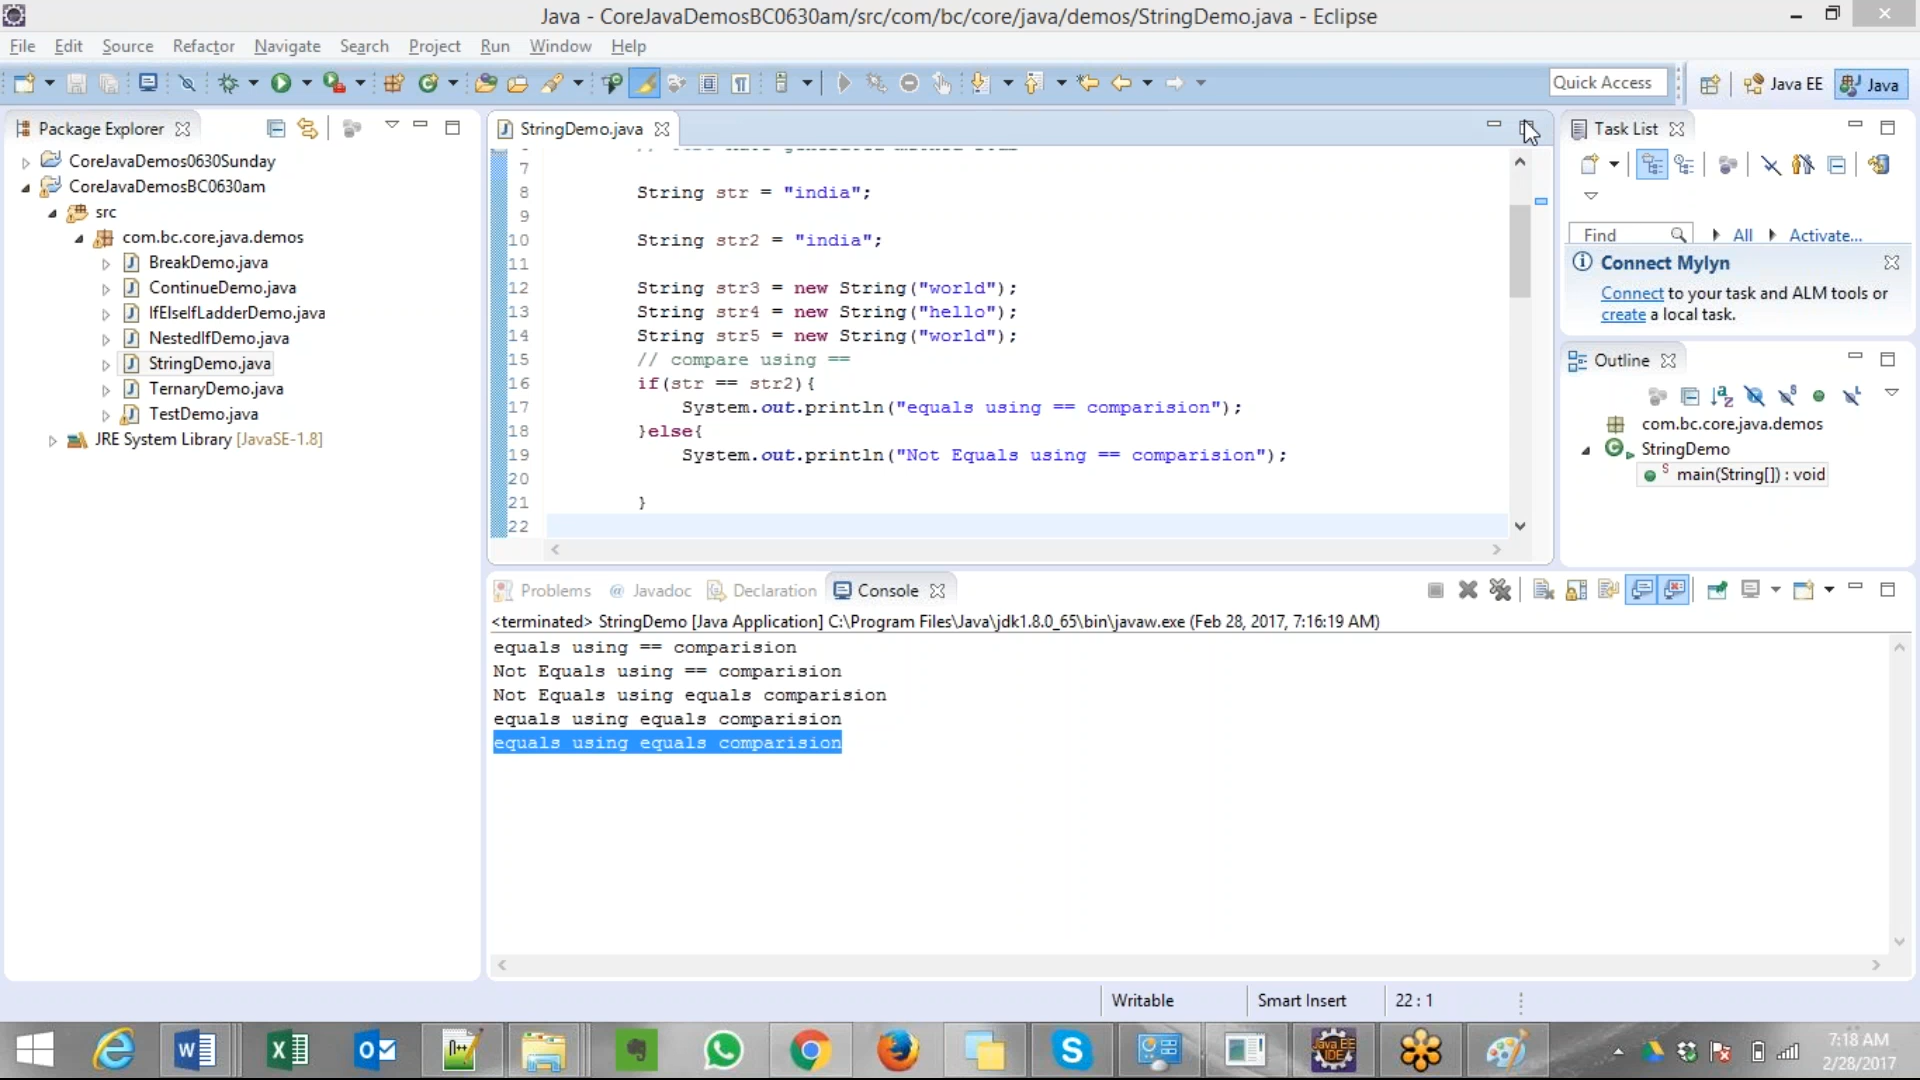 Java - CoreJavaDemosBC0630am/src/com/bc/core/java/demos/StringDemo.java - Eclipse
File Edit Source Refactor Navigate Search Project Run Window Help
Quick Access
Java EE
Java
Package Explorer
CoreJavaDemos0630Sunday
CoreJavaDemosBC0630am
src
com.bc.core.java.demos
BreakDemo.java
ContinueDemo.java
IfElseIfLadderDemo.java
NestedIfDemo.java
StringDemo.java
TernaryDemo.java
TestDemo.java
JRE System Library [JavaSE-1.8]
StringDemo.java
7
8 String str = "india";
9
10 String str2 = "india";
11
12 String str3 = new String("world");
13 String str4 = new String("hello");
14 String str5 = new String("world");
15 // compare using ==
16 if(str == str2){
17 System.out.println("equals using == comparision");
18 }else{
19 System.out.println("Not Equals using == comparision");
20
21 }
22
Task List
Find All Activate...
Connect Mylyn
Connect to your task and ALM tools or
create a local task.
Outline
com.bc.core.java.demos
StringDemo
main(String[]) : void
Problems @ Javadoc Declaration Console
<terminated> StringDemo [Java Application] C:\Program Files\Java\jdk1.8.0_65\bin\javaw.exe (Feb 28, 2017, 7:16:19 AM)
equals using == comparision
Not Equals using == comparision
Not Equals using equals comparision
equals using equals comparision
equals using equals comparision
Writable Smart Insert 22 : 1
Java EE
IDE
7:18 AM
2/28/2017